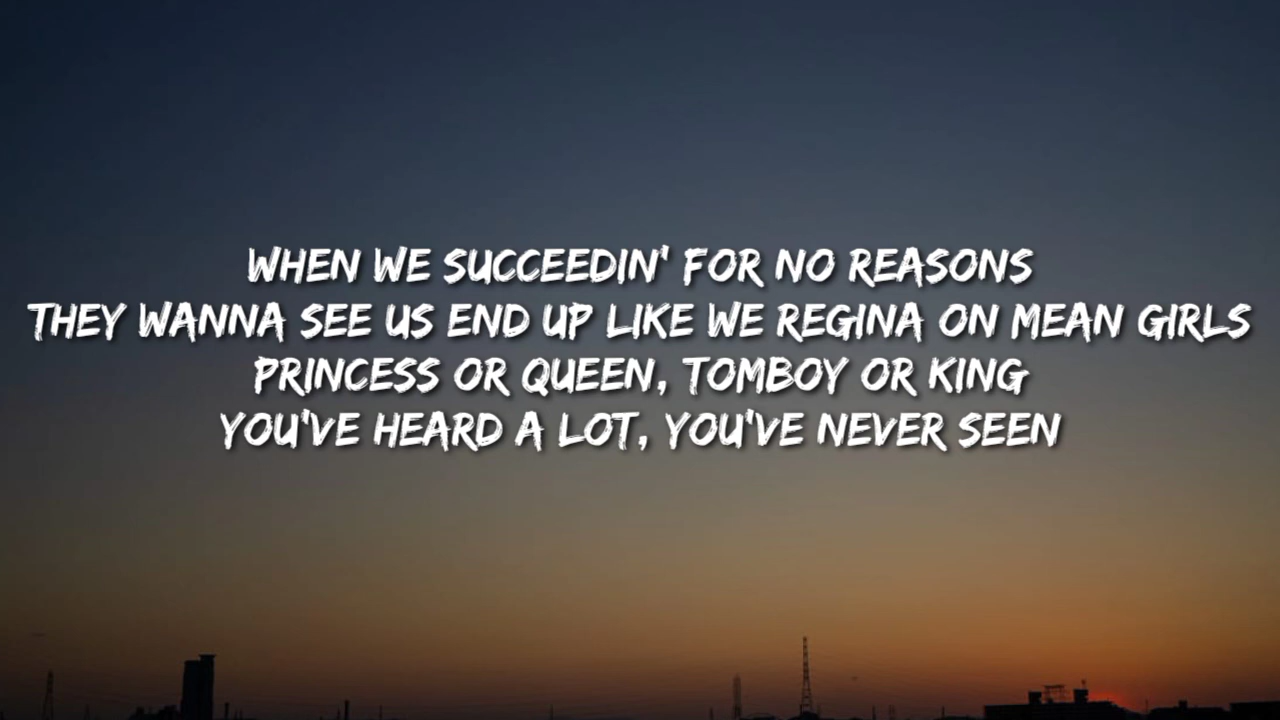 WHEN WE SUCCEEDIN' FOR NO REASONS
THEY WANNA SEE US END UP LIKE WE REGINA ON MEAN GIRLS
PRINCESS OR QUEEN, TOMBOY OR KING
YOU'VE HEARD A LOT, YOU'VE NEVER SEEN